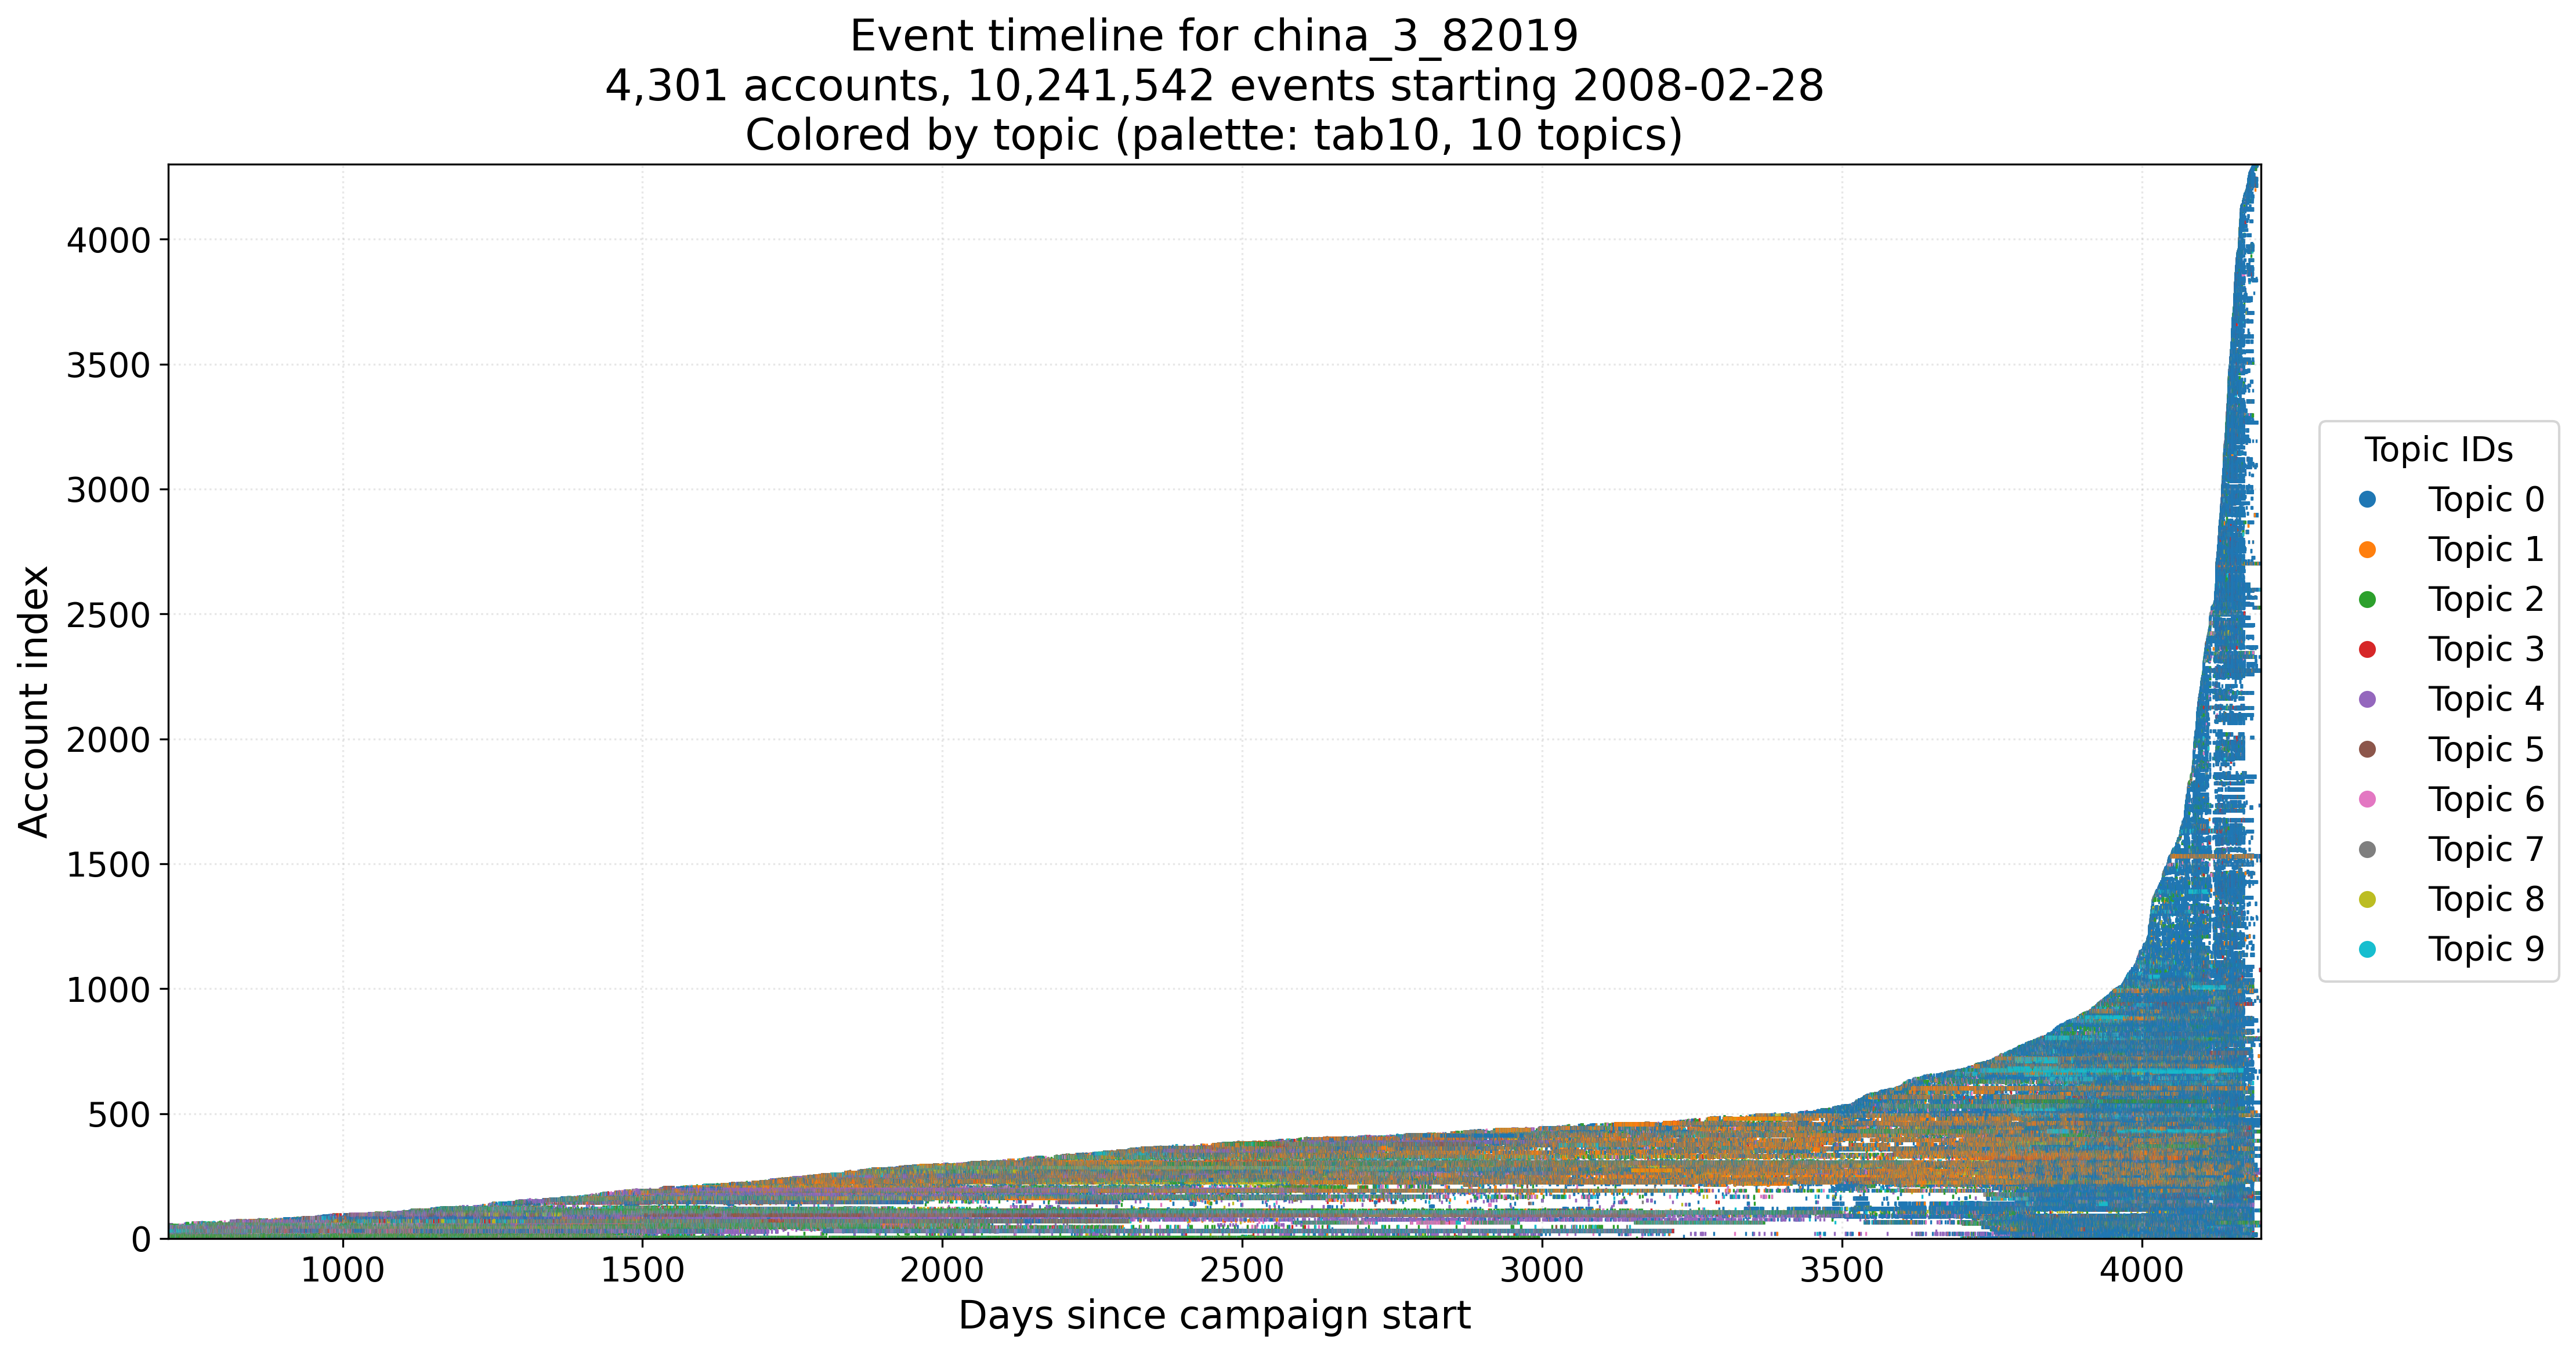 Event timeline for china_3_82019
4,301 accounts, 10,241,542 events starting 2008-02-28
Colored by topic (palette: tab10, 10 topics)
4000
3500
3000
2500
2000
1500
1000
500
0
Account index
1000
1500
2000
2500
3000
3500
4000
Days since campaign start
Topic IDs
Topic 0
Topic 1
Topic 2
Topic 3
Topic 4
Topic 5
Topic 6
Topic 7
Topic 8
Topic 9